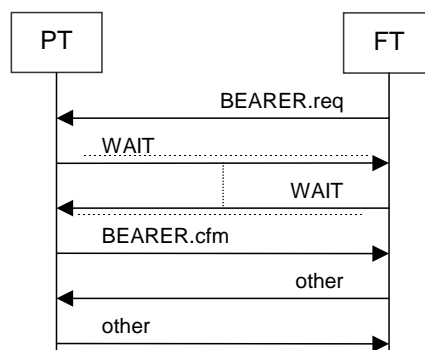 PT
FT
BEARER.req
WAIT
WAIT
BEARER.cfm
other
other